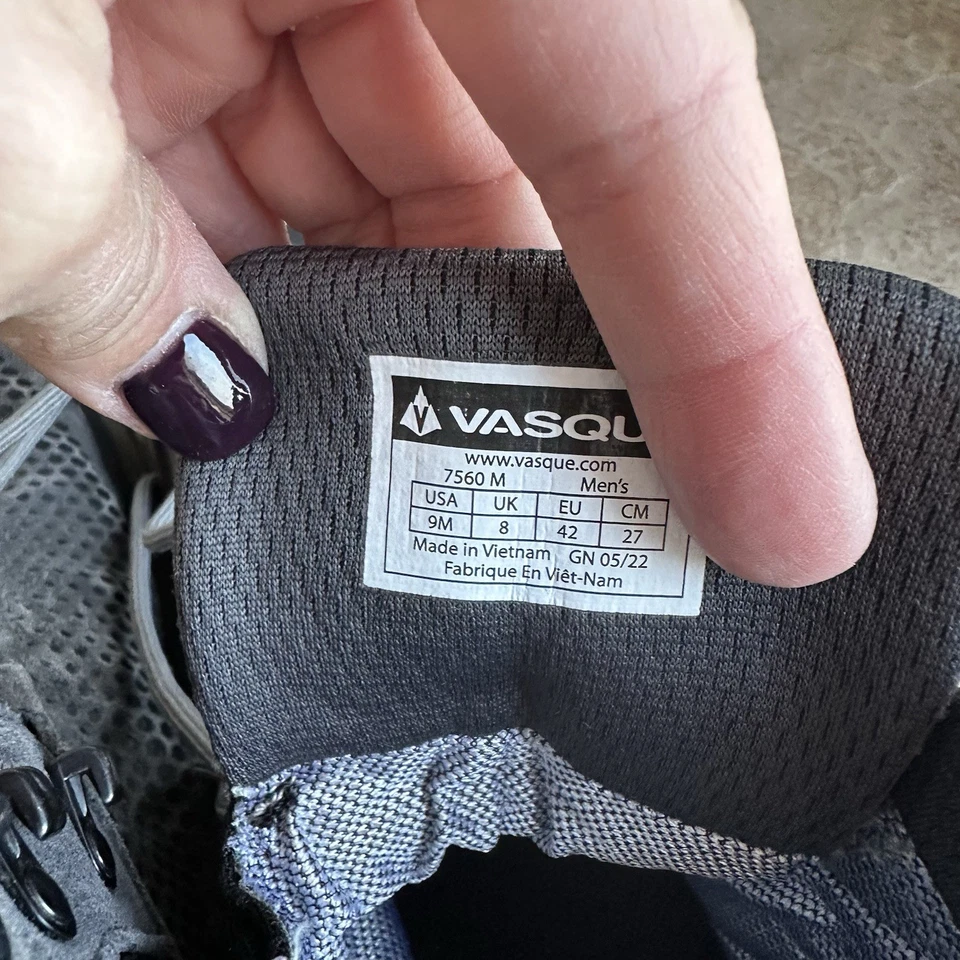 VASQU
www.vasque.com
7560 M Men's
USA UK EU CM
9M 8 42 27
Made in Vietnam GN 05/22
Fabrique En Viêt-Nam